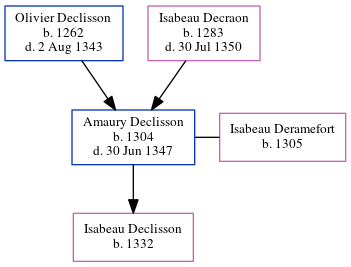 Olivier Declisson
b. 1262
d. 2 Aug 1343
Isabeau Decraon
b. 1283
d. 30 Jul 1350
Amaury Declisson
b. 1304
d. 30 Jun 1347
Isabeau Deramefort
b. 1305
Isabeau Declisson
b. 1332